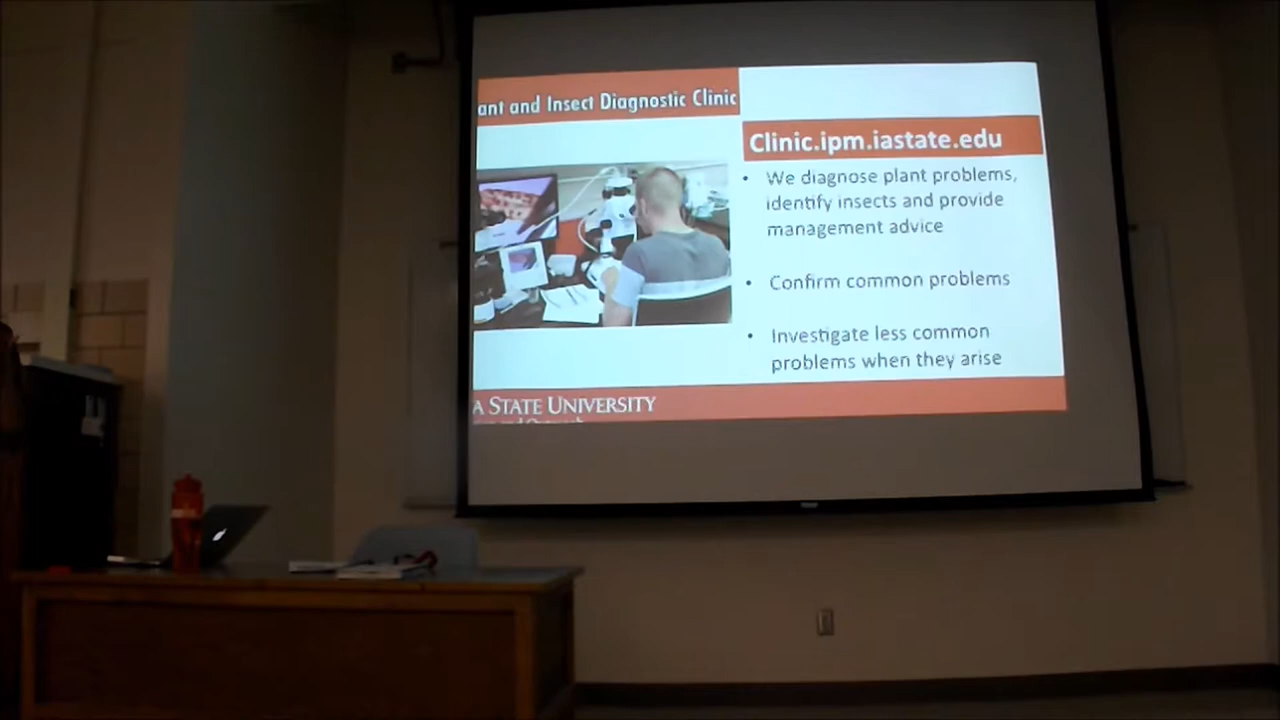 ant and Insect Diagnostic Clinic
Clinic.ipm.iastate.edu
• We diagnose plant problems,
identify insects and provide
management advice
• Confirm common problems
• Investigate less common
problems when they arise
A STATE UNIVERSITY